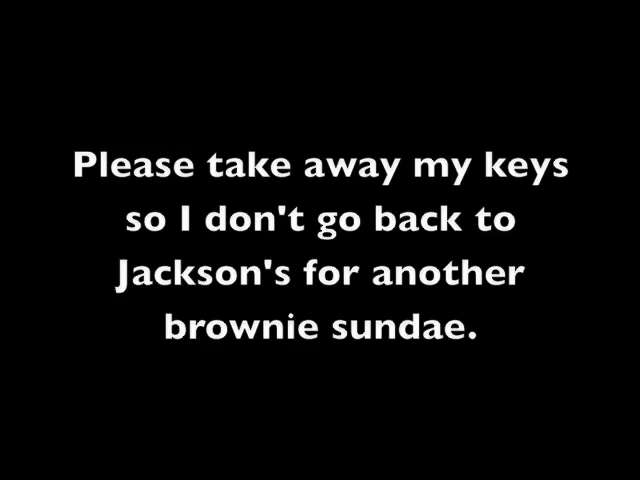 Please take away my keys
so I don't go back to
Jackson's for another
brownie sundae.